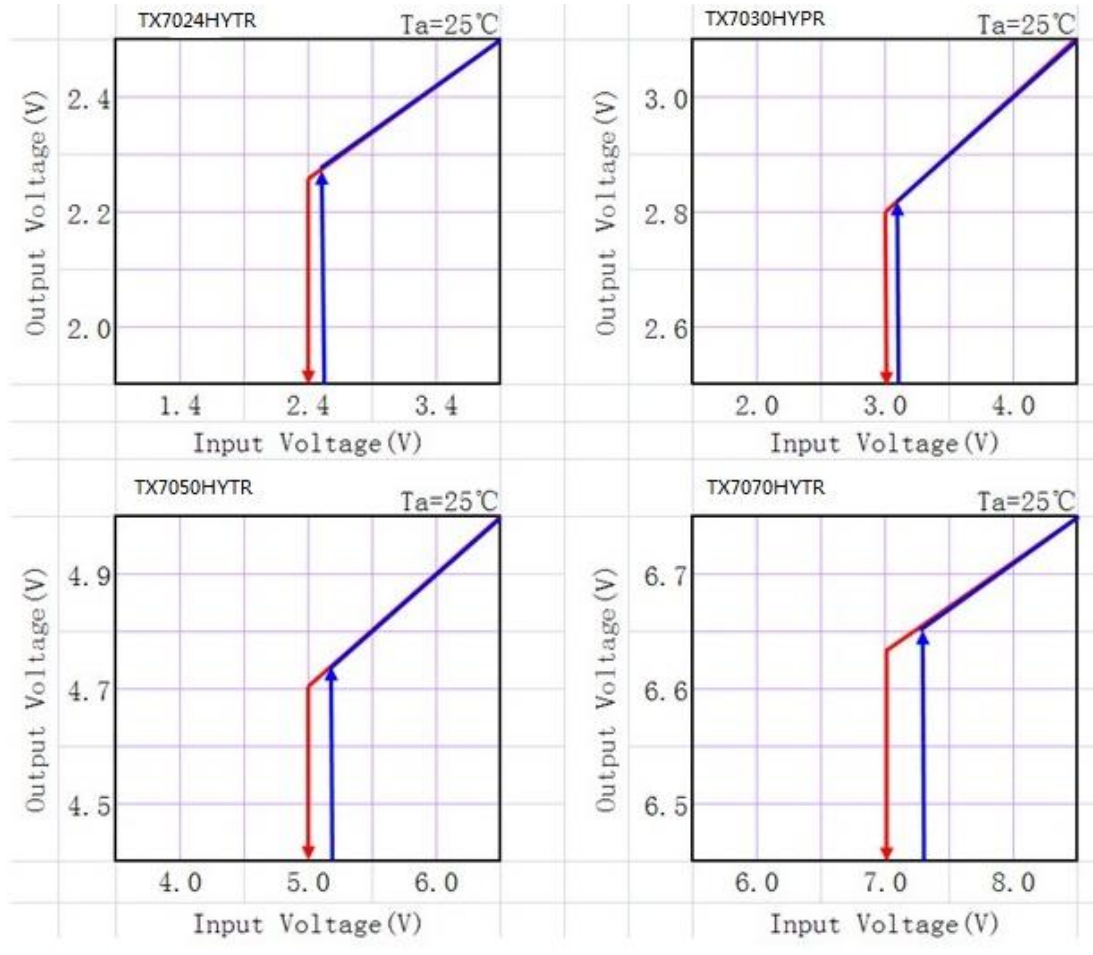 TX7024HYTR
Ta=25℃
Output Voltage(V)
2.4
2.2
2.0
1.4 2.4 3.4
Input Voltage(V)
TX7030HYPR
Ta=25℃
Output Voltage(V)
3.0
2.8
2.6
2.0 3.0 4.0
Input Voltage(V)
TX7050HYTR
Ta=25℃
Output Voltage(V)
4.9
4.7
4.5
4.0 5.0 6.0
Input Voltage(V)
TX7070HYTR
Ta=25℃
Output Voltage(V)
6.7
6.6
6.5
6.0 7.0 8.0
Input Voltage(V)